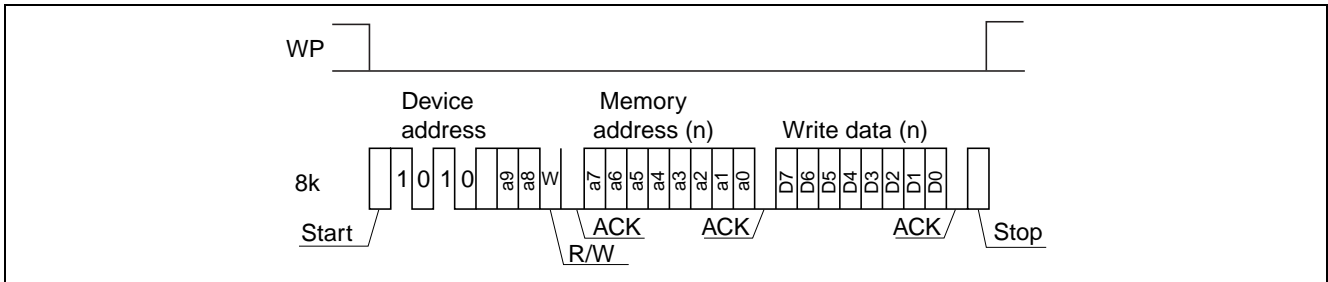 WP
Device Memory
address address (n) Write data (n)
8k 1 0 1 0 a9 a8 W a7 a6 a5 a4 a3 a2 a1 a0 D7 D6 D5 D4 D3 D2 D1 D0
Start ACK ACK ACK Stop
R/W